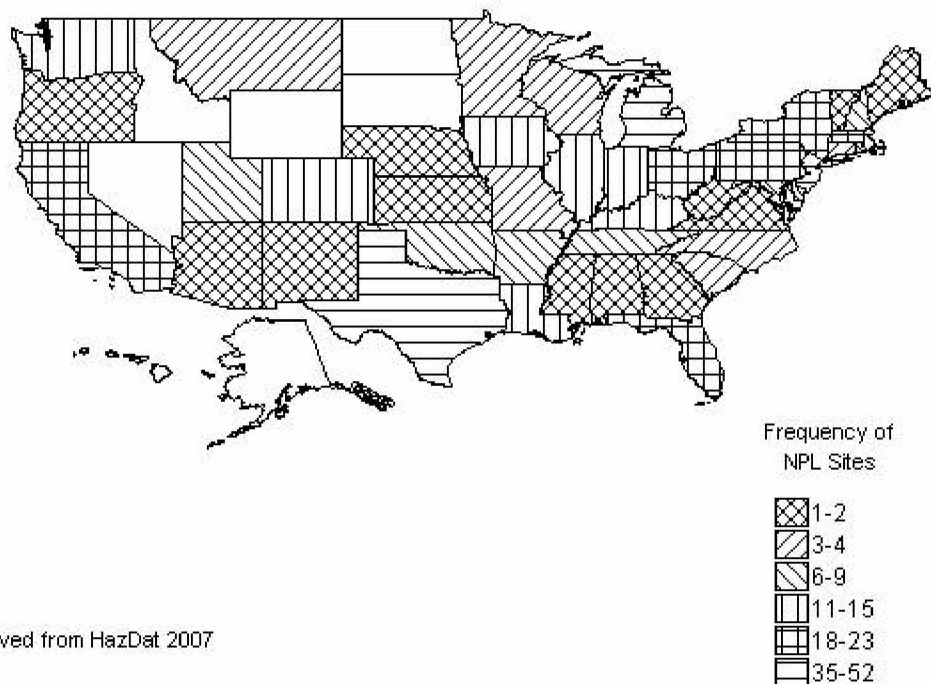 Frequency of
NPL Sites
1-2
3-4
6-9
11-15
18-23
35-52
from HazDat 2007